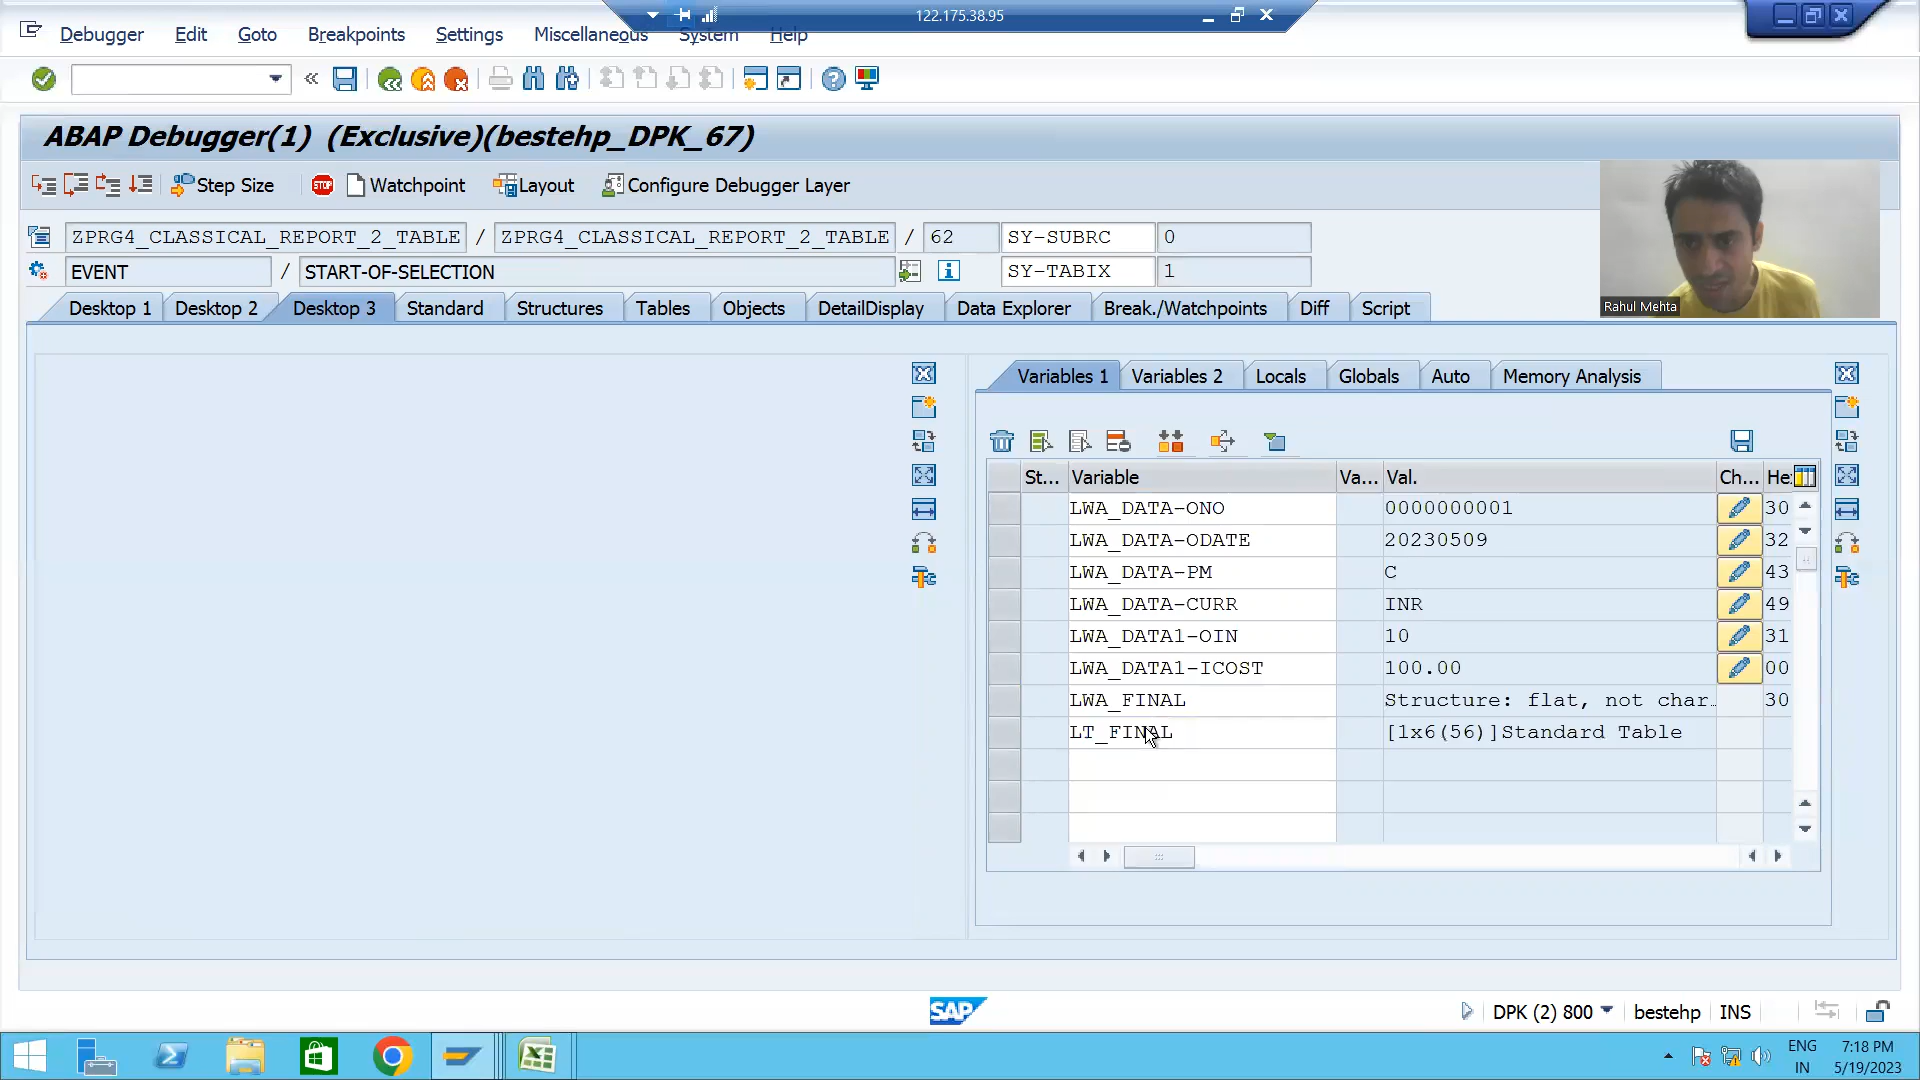 122.175.38.95
Debugger Edit Goto Breakpoints Settings Miscellaneous System Help
ABAP Debugger(1) (Exclusive)(bestehp_DPK_67)
Step Size STOP Watchpoint Layout Configure Debugger Layer
ZPRG4_CLASSICAL_REPORT_2_TABLE / ZPRG4_CLASSICAL_REPORT_2_TABLE / 62 SY-SUBRC 0
EVENT / START-OF-SELECTION SY-TABIX 1
Rahul Mehta
Desktop 1 Desktop 2 Desktop 3 Standard Structures Tables Objects DetailDisplay Data Explorer Break./Watchpoints Diff Script
Variables 1 Variables 2 Locals Globals Auto Memory Analysis
St... Variable Va... Val. Ch... He
LWA_DATA-ONO 0000000001 30
LWA_DATA-ODATE 20230509 32
LWA_DATA-PM C 43
LWA_DATA-CURR INR 49
LWA_DATA1-OIN 10 31
LWA_DATA1-ICOST 100.00 00
LWA_FINAL Structure: flat, not char… 30
LT_FINAL [1x6(56)]Standard Table
SAP DPK (2) 800 bestehp INS
ENG 7:18 PM
IN 5/19/2023